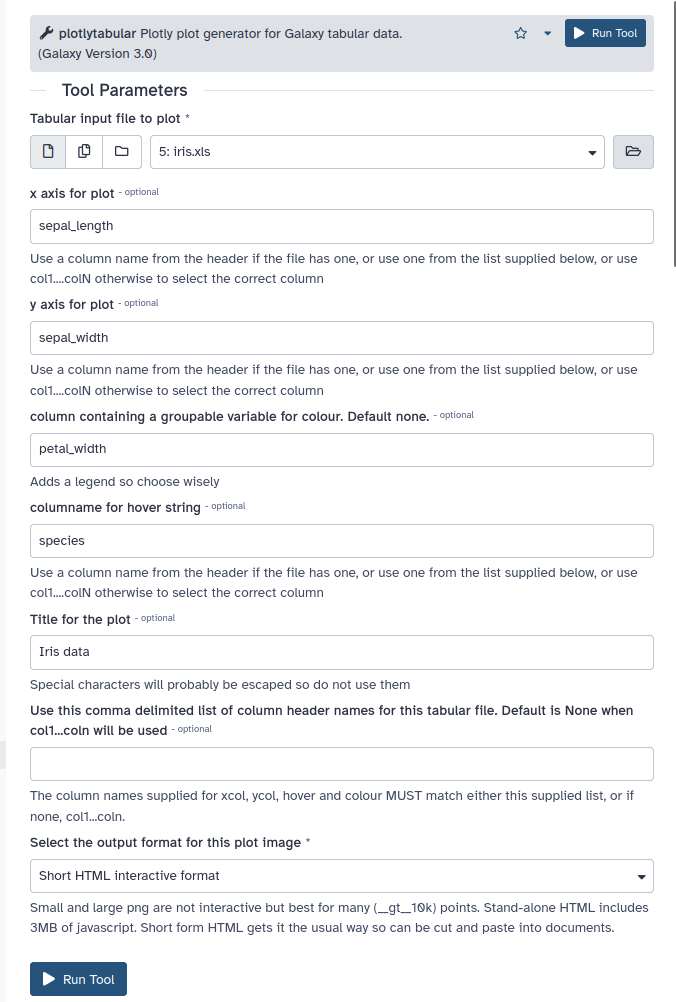 plotlytabular Plotly plot generator for Galaxy tabular data.
(Galaxy Version 3.0)
Run Tool
Tool Parameters
Tabular input file to plot *
5: iris.xls
x axis for plot - optional
sepal_length
Use a column name from the header if the file has one, or use one from the list supplied below, or use
col1....colN otherwise to select the correct column
y axis for plot - optional
sepal_width
Use a column name from the header if the file has one, or use one from the list supplied below, or use
col1....colN otherwise to select the correct column
column containing a groupable variable for colour. Default none. - optional
petal_width
Adds a legend so choose wisely
columname for hover string - optional
species
Use a column name from the header if the file has one, or use one from the list supplied below, or use
col1....colN otherwise to select the correct column
Title for the plot - optional
Iris data
Special characters will probably be escaped so do not use them
Use this comma delimited list of column header names for this tabular file. Default is None when
col1...coln will be used - optional
The column names supplied for xcol, ycol, hover and colour MUST match either this supplied list, or if
none, col1...coln.
Select the output format for this plot image *
Short HTML interactive format
Small and large png are not interactive but best for many (__gt__10k) points. Stand-alone HTML includes
3MB of javascript. Short form HTML gets it the usual way so can be cut and paste into documents.
Run Tool